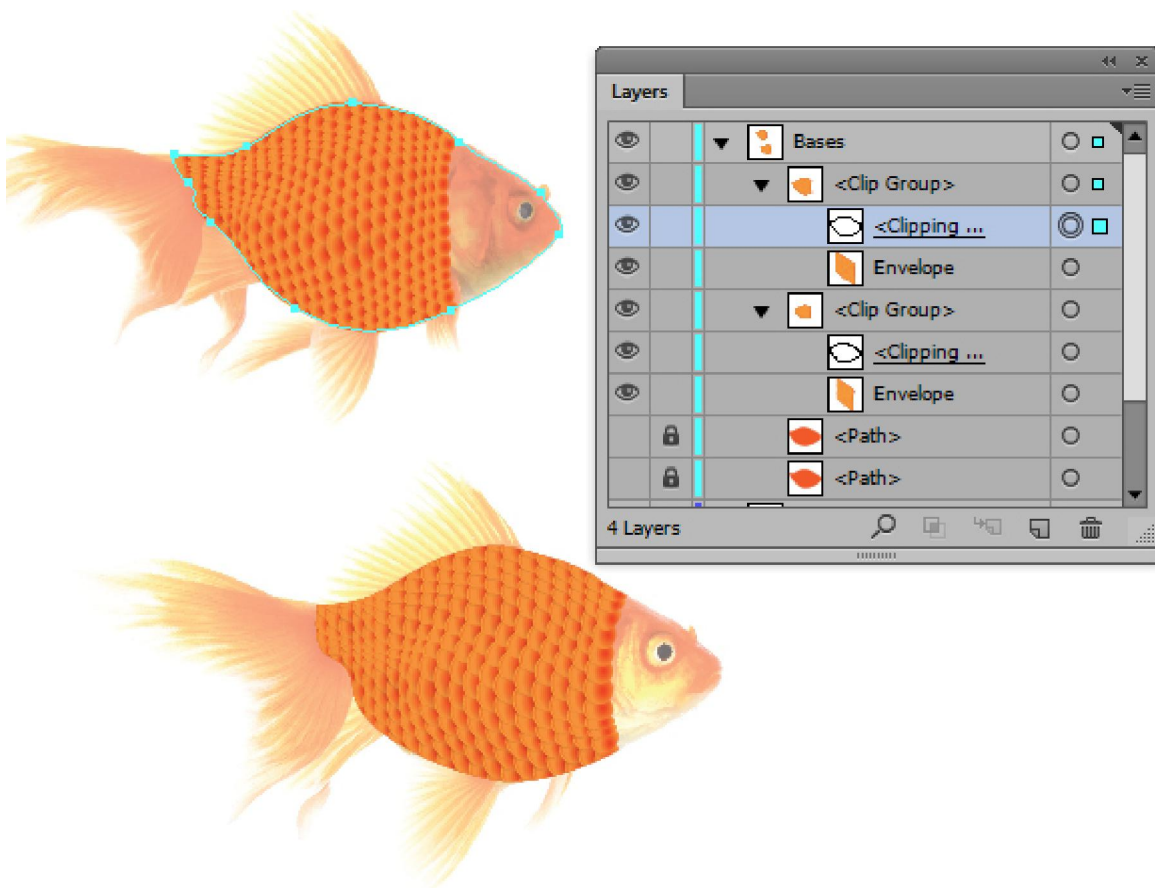 Layers
Bases
<Clip Group>
<Clipping ...
Envelope
<Clip Group>
<Clipping ...
Envelope
<Path>
<Path>
4 Layers